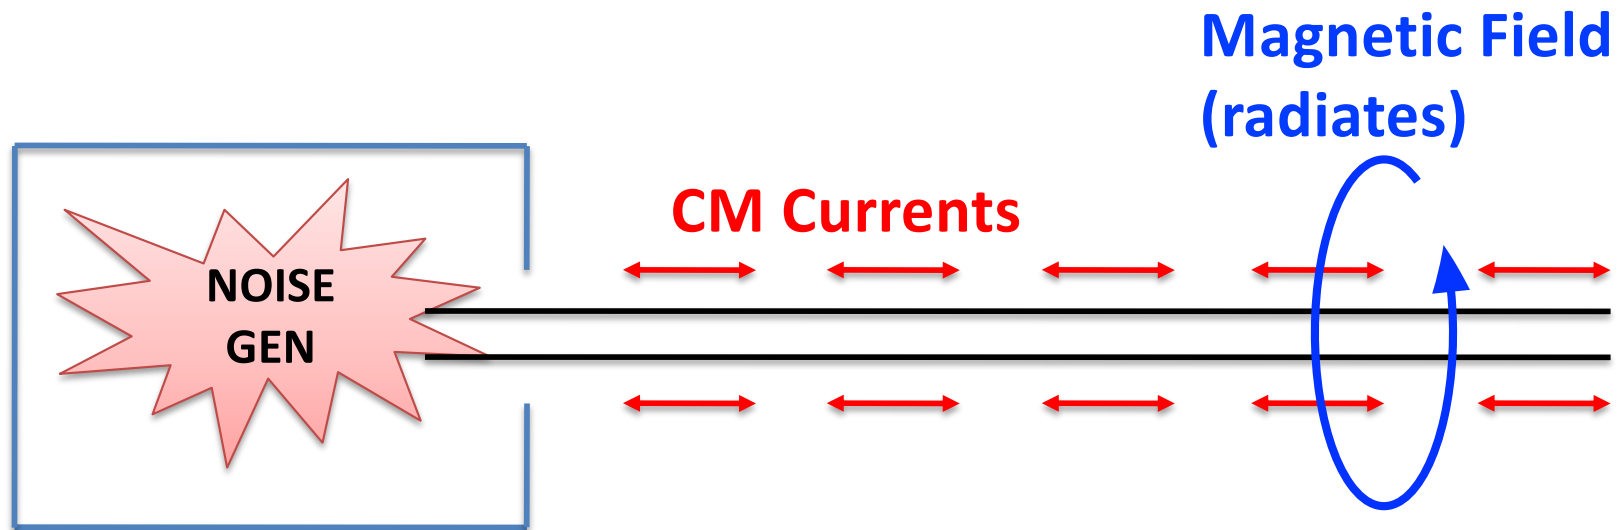 Magnetic Field
(radiates)
CM Currents
NOISE
GEN